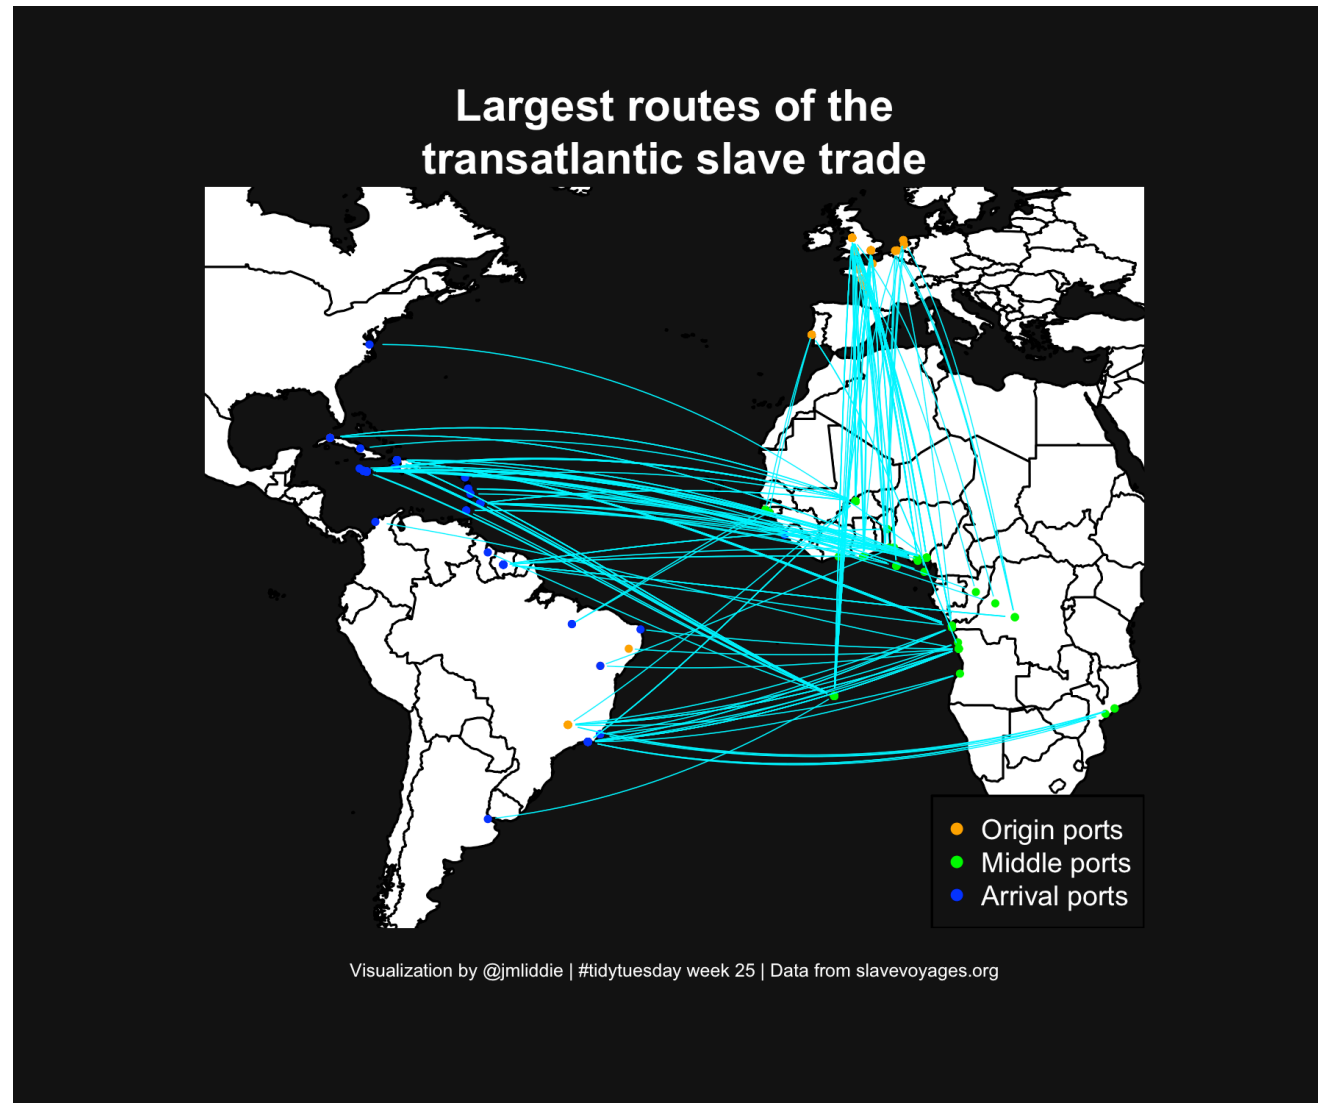 Largest routes of the
transatlantic slave trade
Origin ports
Middle ports
Arrival ports
Visualization by @jmliddie | #tidytuesday week 25 | Data from slavevoyages.org